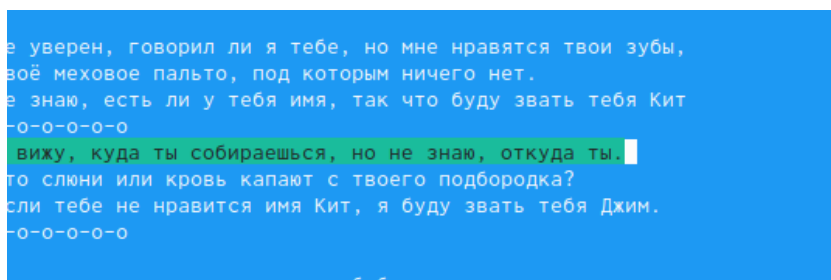 е уверен, говорил ли я тебе, но мне нравятся твои зубы,
воё меховое пальто, под которым ничего нет.
е знаю, есть ли у тебя имя, так что буду звать тебя Кит
-о-о-о-о-о
вижу, куда ты собираешься, но не знаю, откуда ты.
то слюни или кровь капают с твоего подбородка?
сли тебе не нравится имя Кит, я буду звать тебя Джим.
-о-о-о-о-о